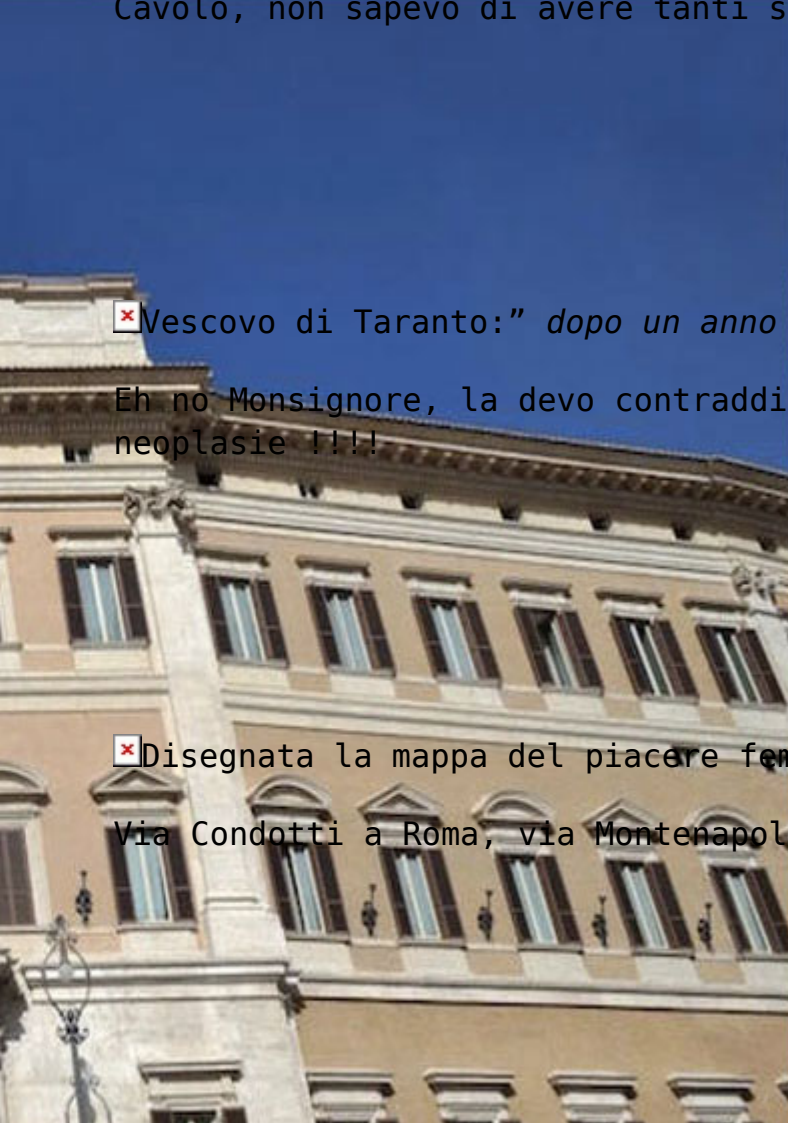 Cavolo, non sapevo di avere tanti s
Vescovo di Taranto:” dopo un anno
Eh no Monsignore, la devo contraddi
neoplasie !!!!
Disegnata la mappa del piacere fem
Via Condotti a Roma, via Montenapol